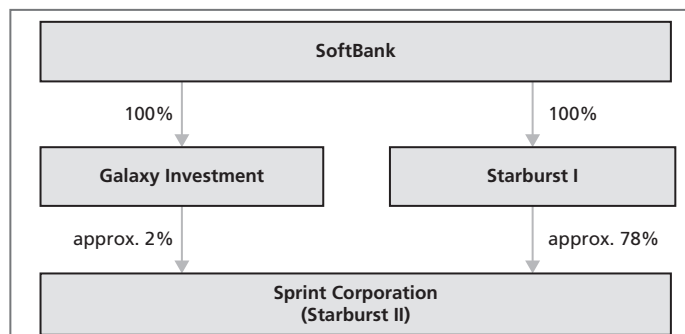 SoftBank
100%
100%
Galaxy Investment
Starburst I
approx. 2%
approx. 78%
Sprint Corporation
(Starburst II)